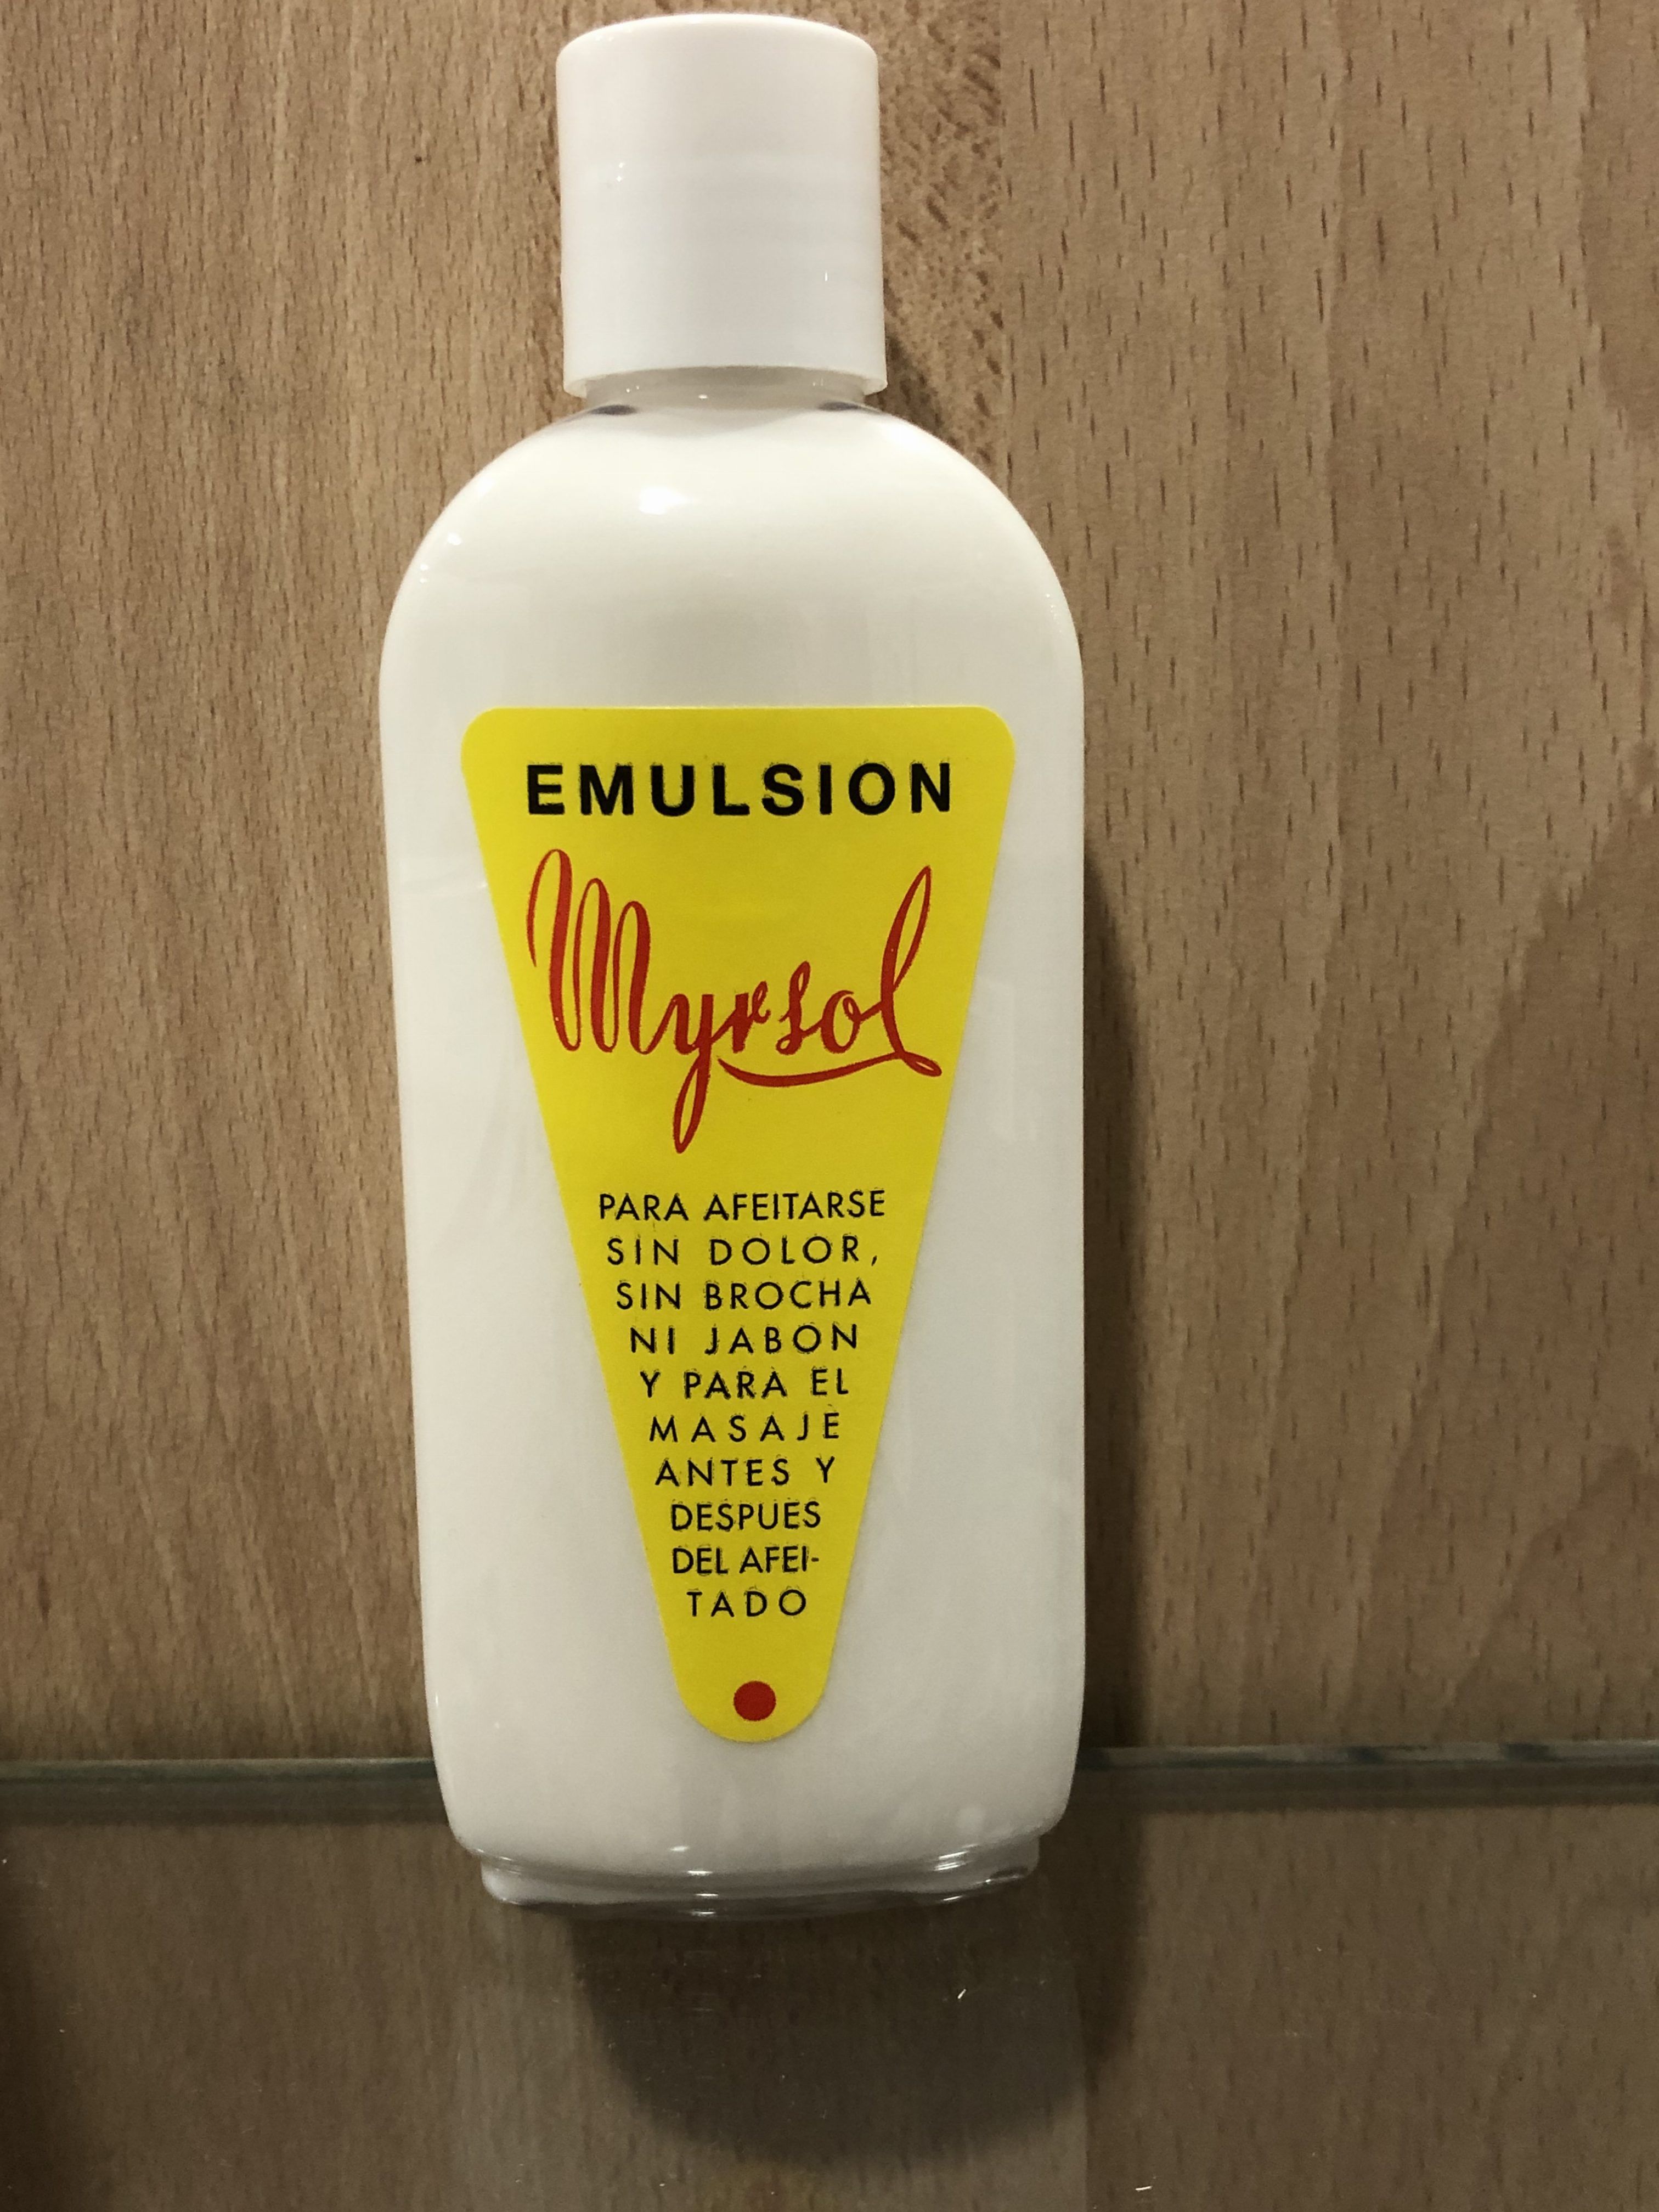 EMULSION
Myrsol
PARA AFEITARSE
SIN DOLOR,
SIN BROCHA
NI JABON
Y PARA EL
MASAJE
ANTES Y
DESPUES
DEL AFEI-
TADO